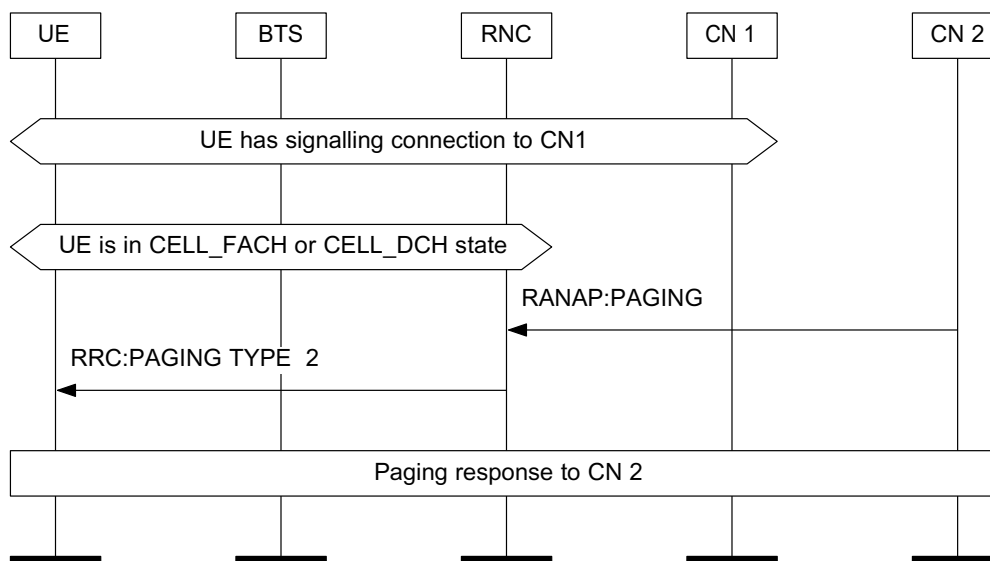 UE
BTS
RNC
CN 1
CN 2
UE has signalling connection to CN1
UE is in CELL_FACH or CELL_DCH state
RANAP:PAGING
RRC:PAGING TYPE  2
Paging response to CN 2